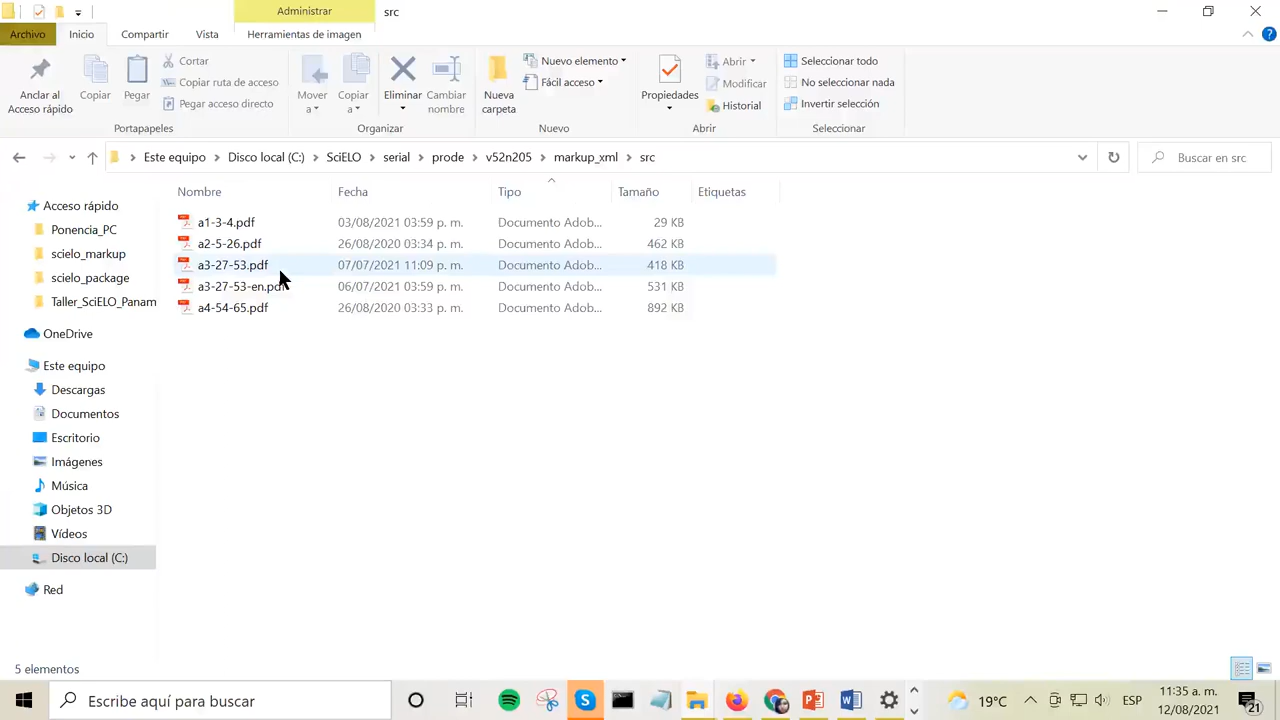 Administrar
src
Archivo
Inicio
Compartir
Vista
Herramientas de imagen
Anclar al
Acceso rápido
Copiar
Pegar
Cortar
Copiar ruta de acceso
Pegar acceso directo
Portapapeles
Mover
a
Copiar
a
Eliminar
Cambiar
nombre
Organizar
Nueva
carpeta
Nuevo elemento
Fácil acceso
Nuevo
Propiedades
Abrir
Modificar
Historial
Abrir
Seleccionar todo
No seleccionar nada
Invertir selección
Seleccionar
Este equipo > Disco local (C:) > SciELO > serial > prode > v52n205 > markup_xml > src
Buscar en src
Nombre Fecha Tipo Tamaño Etiquetas
a1-3-4.pdf 03/08/2021 03:59 p. m. Documento Adob... 29 KB
a2-5-26.pdf 26/08/2020 03:34 p. m. Documento Adob... 462 KB
a3-27-53.pdf 07/07/2021 11:09 p. m. Documento Adob... 418 KB
a3-27-53-en.pdf 06/07/2021 03:59 p. m. Documento Adob... 531 KB
a4-54-65.pdf 26/08/2020 03:33 p. m. Documento Adob... 892 KB
Acceso rápido
Ponencia_PC
scielo_markup
scielo_package
Taller_SciELO_Panam
OneDrive
Este equipo
Descargas
Documentos
Escritorio
Imágenes
Música
Objetos 3D
Vídeos
Disco local (C:)
Red
5 elementos
Escribe aquí para buscar
19°C
ESP
11:35 a. m.
12/08/2021
21